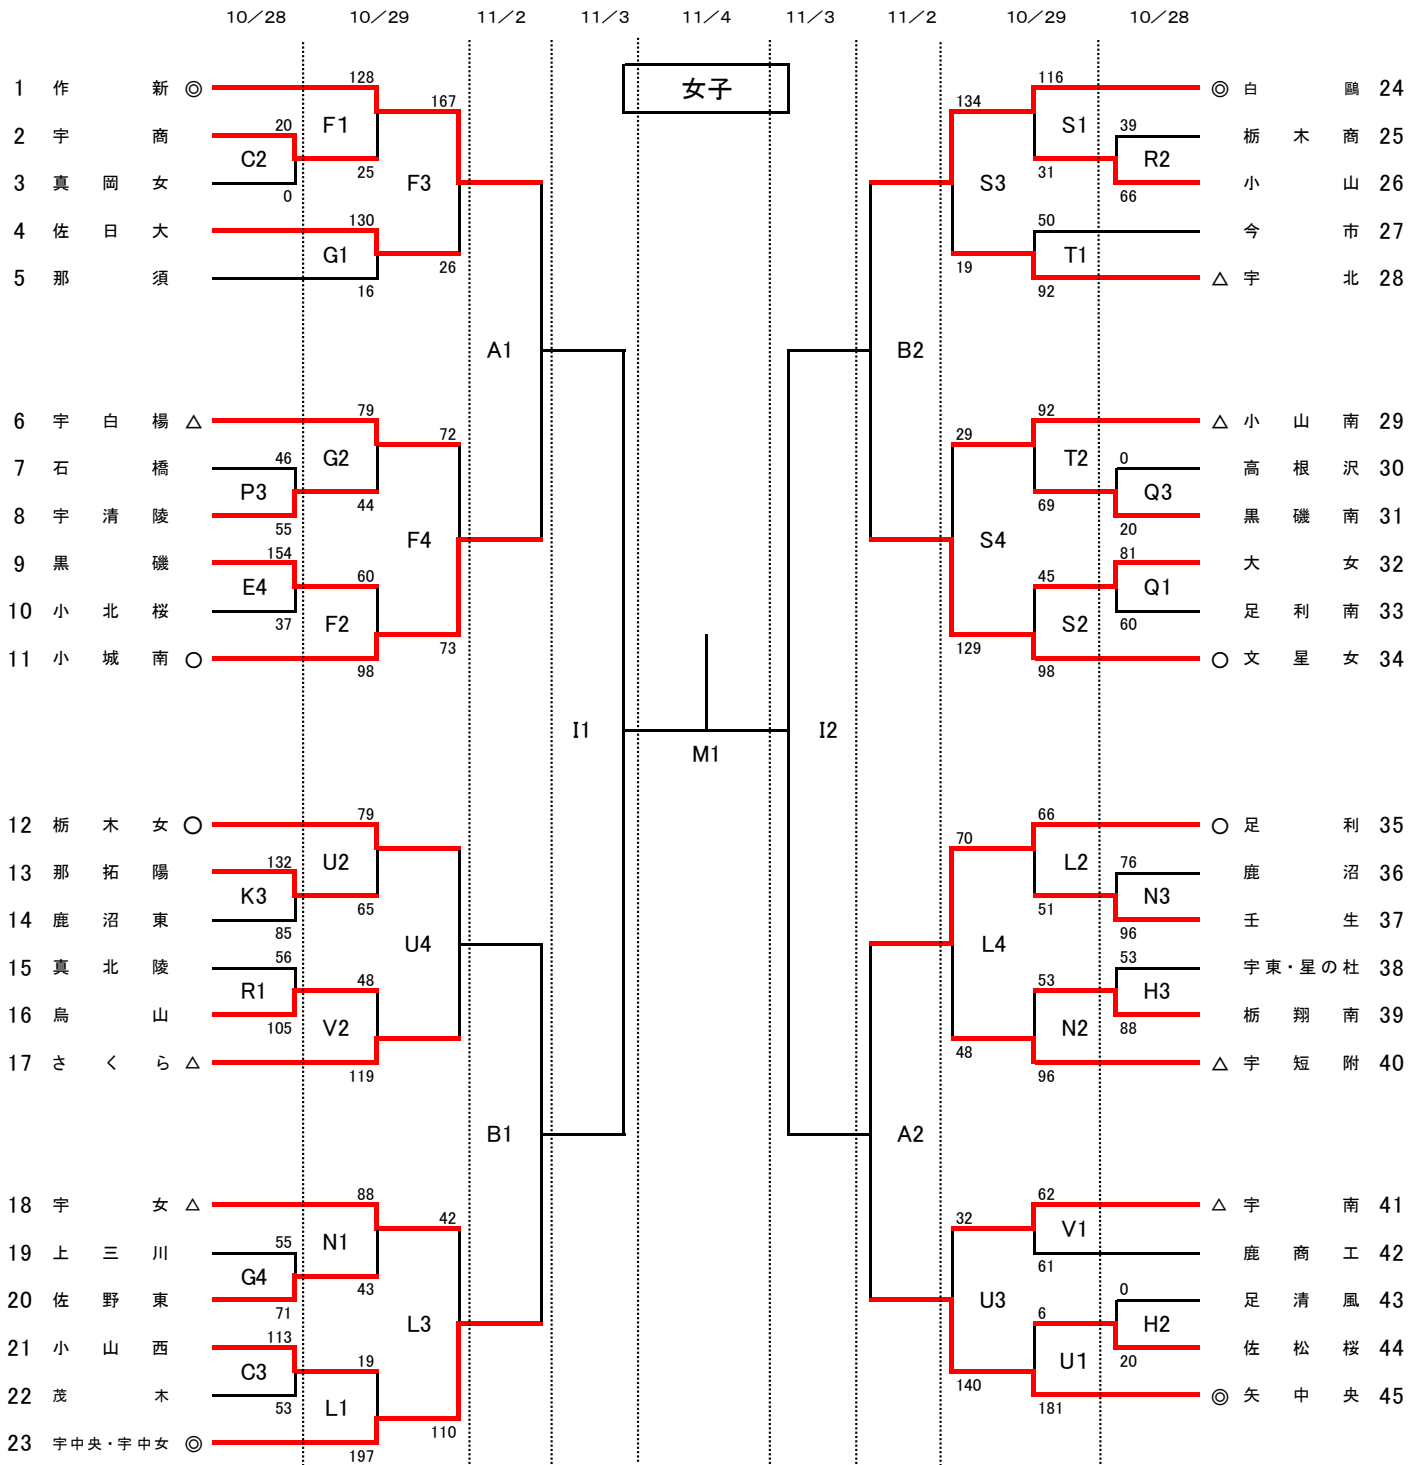 10／28 10／29 11／2 11／3 11／4 11／3 11／2 10／29 10／28
女子
1 作新 ◎
2 宇商
3 真岡女
4 佐日大
5 那須
6 宇白楊 △
7 石橋
8 宇清陵
9 黒磯
10 小北桜
11 小城南 ○
12 栃木女 ○
13 那拓陽
14 鹿沼東
15 真北陵
16 烏山
17 さくら △
18 宇女 △
19 上三川
20 佐野東
21 小山西
22 茂木
23 宇中央・宇中女 ◎
20 C2 0
46 P3 55
154 E4 37
132 K3 85
56 R1 105
55 G4 71
113 C3 53
128 F1 25
130 G1 16
79 G2 44
60 F2 98
79 U2 65
48 V2 119
88 N1 43
19 L1 197
167 F3 26
72 F4 73
U4
42 L3 110
A1
B1
I1
M1
I2
B2
A2
134 S3 19
29 S4 129
70 L4 48
32 U3 140
116 S1 31
50 T1 92
92 T2 69
45 S2 98
66 L2 51
53 N2 96
62 V1 61
6 U1 181
39 R2 66
0 Q3 20
81 Q1 60
76 N3 96
53 H3 88
0 H2 20
◎ 白鷗 24
栃木商 25
小山 26
今市 27
△ 宇北 28
△ 小山南 29
高根沢 30
黒磯南 31
大女 32
足利南 33
○ 文星女 34
○ 足利 35
鹿沼 36
壬生 37
宇東・星の杜 38
栃翔南 39
△ 宇短附 40
△ 宇南 41
鹿商工 42
足清風 43
佐松桜 44
◎ 矢中央 45